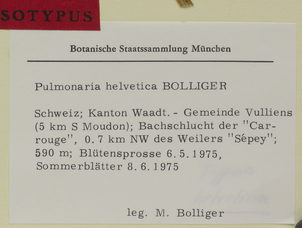 SOTYPUS
Botanische Staatssammlung München
Pulmonaria helvetica BOLLIGER
Schweiz; Kanton Waadt. - Gemeinde Vulliens
(5 km S Moudon); Bachschlucht der "Car-
rouge", 0.7 km NW des Weilers "Sépey";
590 m; Blütensprosse 6.5.1975,
Sommerblätter 8.6.1975
leg. M. Bolliger